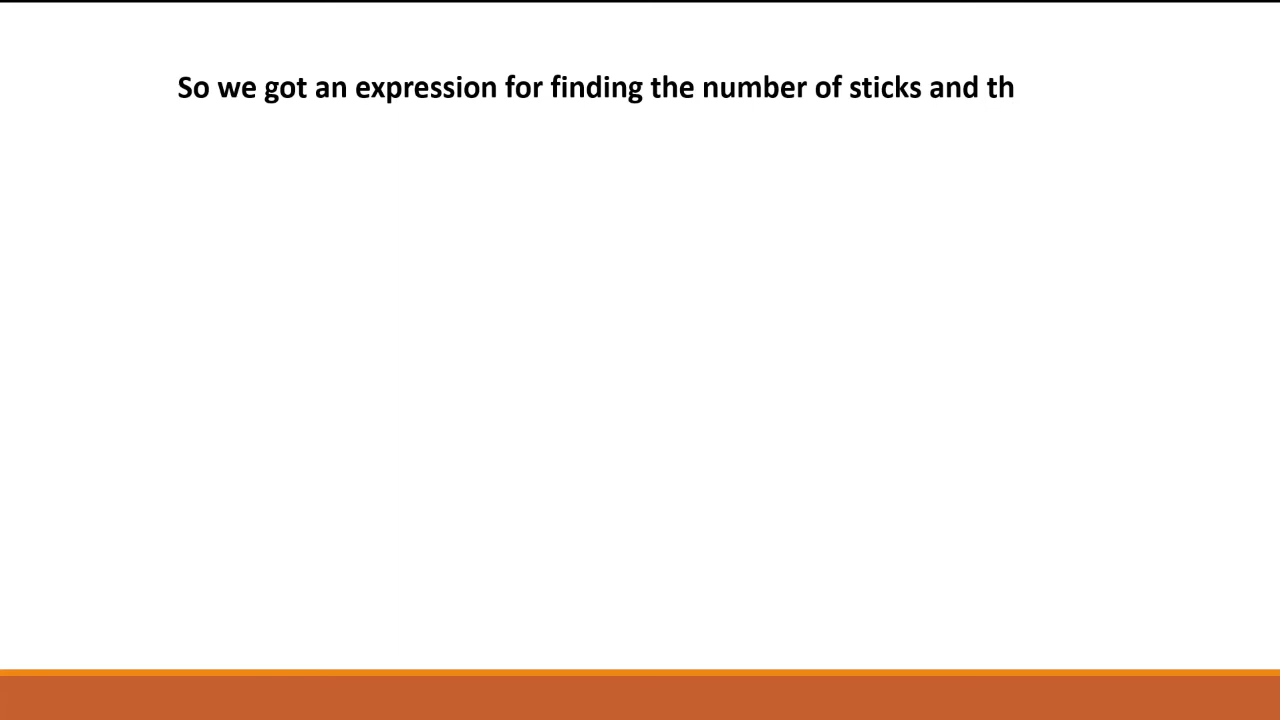 So we got an expression for finding the number of sticks and th